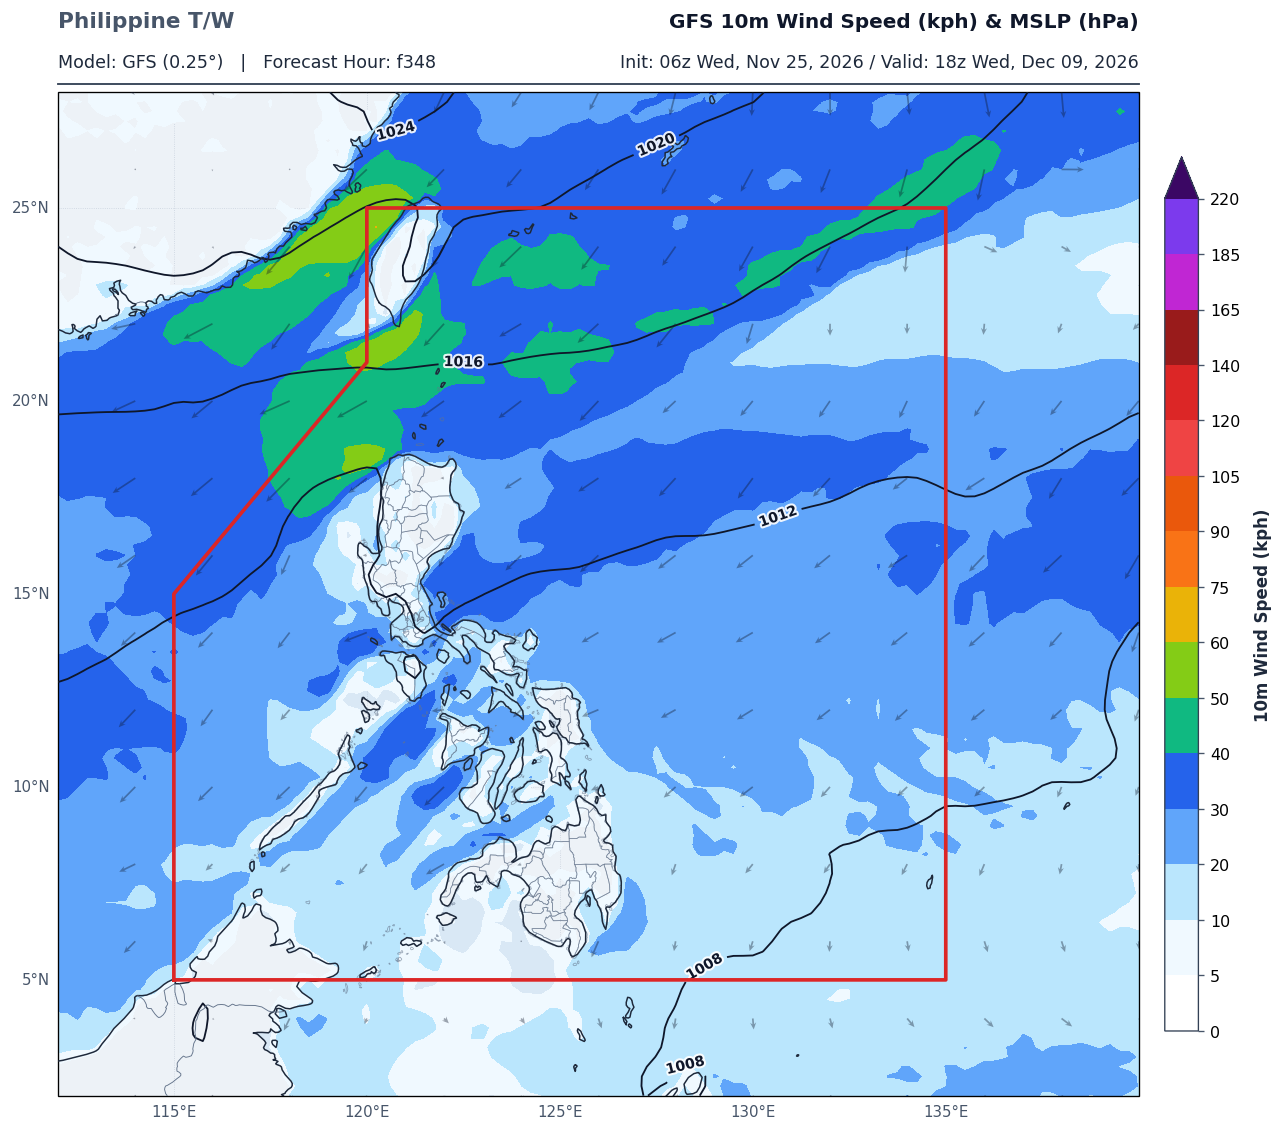 Philippine T/W
GFS 10m Wind Speed (kph) & MSLP (hPa)
Model: GFS (0.25°) | Forecast Hour: f348
Init: 06z Wed, Nov 25, 2026 / Valid: 18z Wed, Dec 09, 2026
1024
1020
1016
1012
1008
1008
25°N
20°N
15°N
10°N
5°N
115°E
120°E
125°E
130°E
135°E
220
185
165
140
120
105
90
75
60
50
40
30
20
10
5
0
10m Wind Speed (kph)